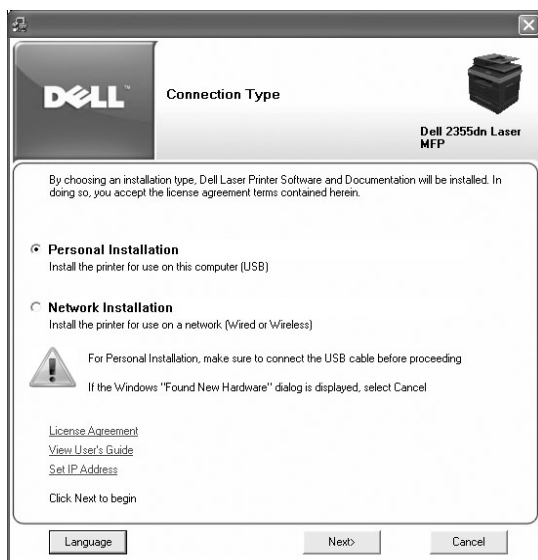 DELL™
Connection Type
Dell 2355dn Laser
MFP
By choosing an installation type, Dell Laser Printer Software and Documentation will be installed. In
doing so, you accept the license agreement terms contained herein.
Personal Installation
Install the printer for use on this computer (USB)
Network Installation
Install the printer for use on a network (Wired or Wireless)
For Personal Installation, make sure to connect the USB cable before proceeding
If the Windows "Found New Hardware" dialog is displayed, select Cancel
License Agreement
View User's Guide
Set IP Address
Click Next to begin
Language
Next>
Cancel